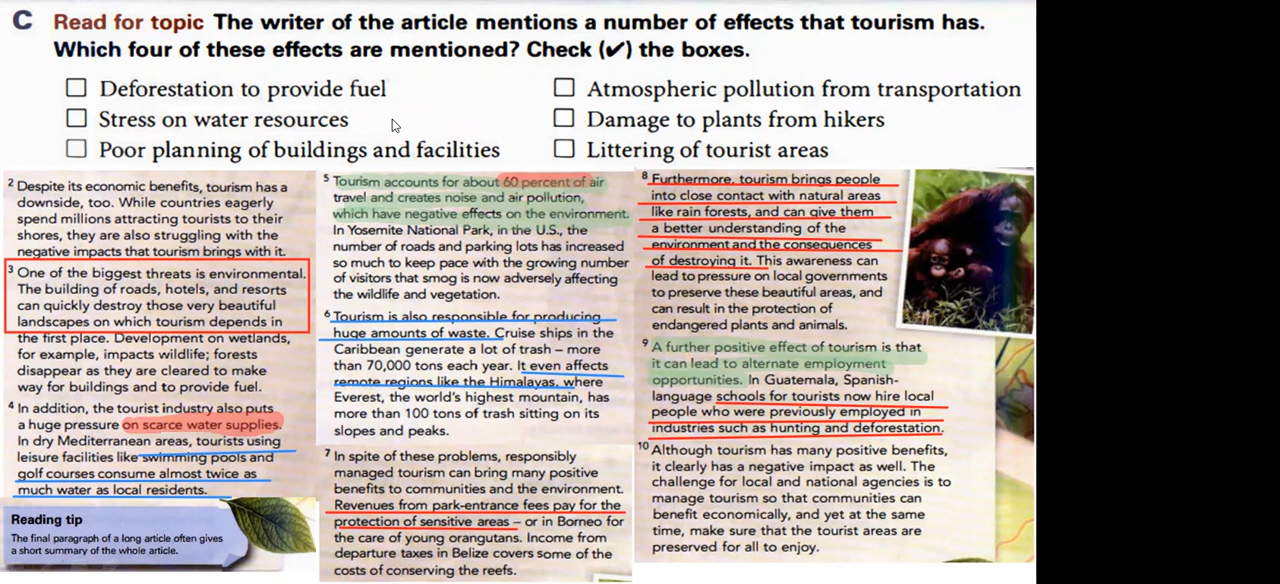 C Read for topic The writer of the article mentions a number of effects that tourism has.
Which four of these effects are mentioned? Check (✔) the boxes.
☐ Deforestation to provide fuel
☐ Stress on water resources
☐ Poor planning of buildings and facilities
☐ Atmospheric pollution from transportation
☐ Damage to plants from hikers
☐ Littering of tourist areas
2 Despite its economic benefits, tourism has a
downside, too. While countries eagerly
spend millions attracting tourists to their
shores, they are also struggling with the
negative impacts that tourism brings with it.
3 One of the biggest threats is environmental.
The building of roads, hotels, and resorts
can quickly destroy those very beautiful
landscapes on which tourism depends in
the first place. Development on wetlands,
for example, impacts wildlife; forests
disappear as they are cleared to make
way for buildings and to provide fuel.
4 In addition, the tourist industry also puts
a huge pressure on scarce water supplies.
In dry Mediterranean areas, tourists using
leisure facilities like swimming pools and
golf courses consume almost twice as
much water as local residents.
Reading tip
The final paragraph of a long article often gives
a short summary of the whole article.
5 Tourism accounts for about 60 percent of air
travel and creates noise and air pollution,
which have negative effects on the environment.
In Yosemite National Park, in the U.S., the
number of roads and parking lots has increased
so much to keep pace with the growing number
of visitors that smog is now adversely affecting
the wildlife and vegetation.
6 Tourism is also responsible for producing
huge amounts of waste. Cruise ships in the
Caribbean generate a lot of trash – more
than 70,000 tons each year. It even affects
remote regions like the Himalayas, where
Everest, the world's highest mountain, has
more than 100 tons of trash sitting on its
slopes and peaks.
7 In spite of these problems, responsibly
managed tourism can bring many positive
benefits to communities and the environment.
Revenues from park-entrance fees pay for the
protection of sensitive areas – or in Borneo for
the care of young orangutans. Income from
departure taxes in Belize covers some of the
costs of conserving the reefs.
8 Furthermore, tourism brings people
into close contact with natural areas
like rain forests, and can give them
a better understanding of the
environment and the consequences
of destroying it. This awareness can
lead to pressure on local governments
to preserve these beautiful areas, and
can result in the protection of
endangered plants and animals.
9 A further positive effect of tourism is that
it can lead to alternate employment
opportunities. In Guatemala, Spanish-
language schools for tourists now hire local
people who were previously employed in
industries such as hunting and deforestation.
10 Although tourism has many positive benefits,
it clearly has a negative impact as well. The
challenge for local and national agencies is to
manage tourism so that communities can
benefit economically, and yet at the same
time, make sure that the tourist areas are
preserved for all to enjoy.